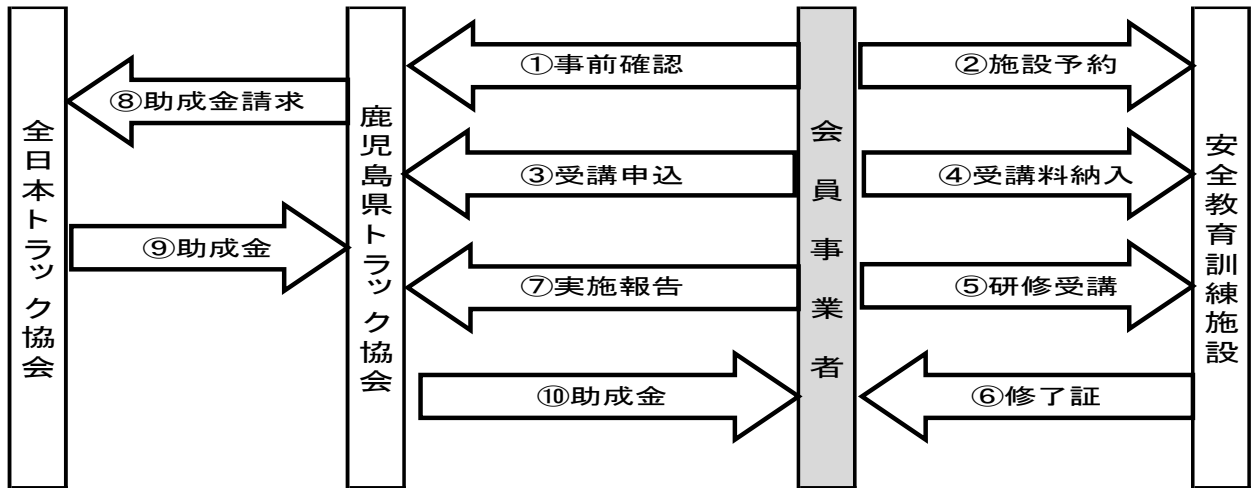 全日本トラック協会
鹿児島県トラック協会
会員事業者
安全教育訓練施設
①事前確認
②施設予約
③受講申込
④受講料納入
⑤研修受講
⑥修了証
⑦実施報告
⑧助成金請求
⑨助成金
⑩助成金